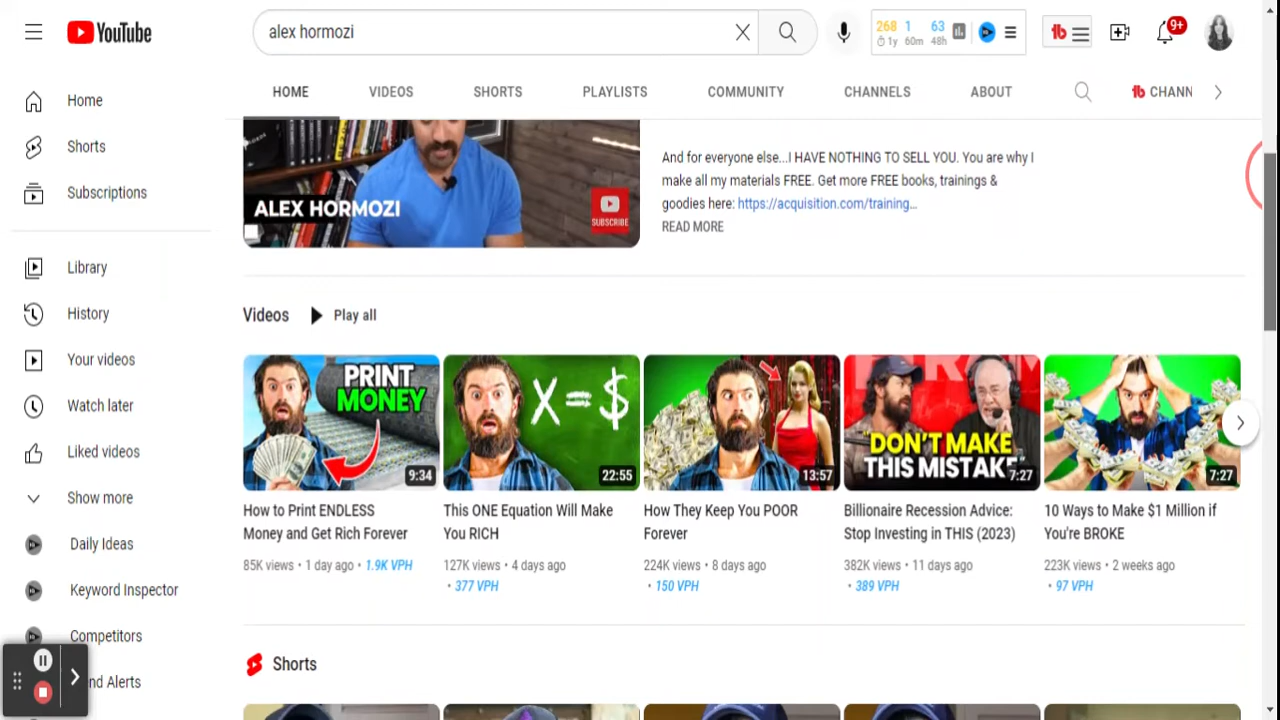 YouTube
alex hormozi
268 1 63
1y 60m 48h
9+
HOME VIDEOS SHORTS PLAYLISTS COMMUNITY CHANNELS ABOUT CHANN
Home
Shorts
Subscriptions
Library
History
Your videos
Watch later
Liked videos
Show more
Daily Ideas
Keyword Inspector
Competitors
nd Alerts
ALEX HORMOZI
SUBSCRIBE
And for everyone else...I HAVE NOTHING TO SELL YOU. You are why I
make all my materials FREE. Get more FREE books, trainings &
goodies here: https://acquisition.com/training...
READ MORE
Videos Play all
PRINT
MONEY
9:34
How to Print ENDLESS
Money and Get Rich Forever
85K views • 1 day ago • 1.9K VPH
X=$
22:55
This ONE Equation Will Make
You RICH
127K views • 4 days ago
• 377 VPH
13:57
How They Keep You POOR
Forever
224K views • 8 days ago
• 150 VPH
"DON'T MAKE
THIS MISTAKE"
7:27
Billionaire Recession Advice:
Stop Investing in THIS (2023)
382K views • 11 days ago
• 389 VPH
7:27
10 Ways to Make $1 Million if
You're BROKE
223K views • 2 weeks ago
• 97 VPH
Shorts